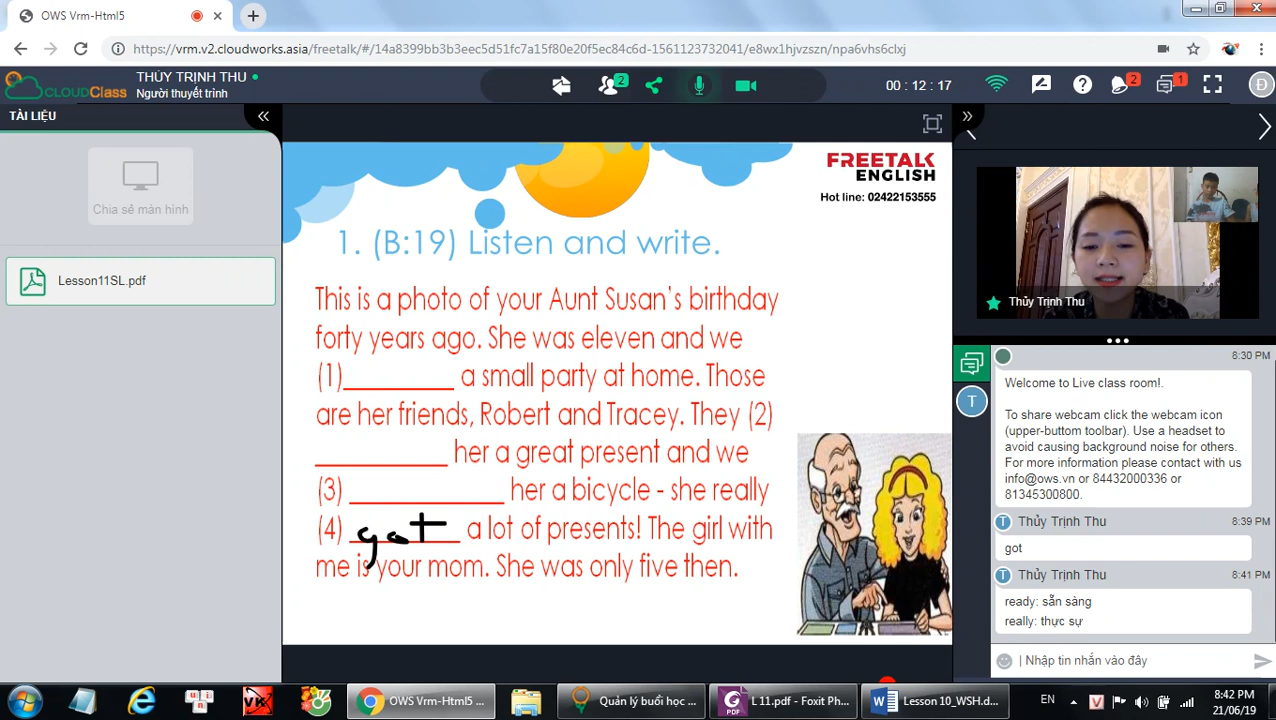 OWS Vrm-Html5
https://vrm.v2.cloudworks.asia/freetalk/#/14a8399bb3b3eec5d51fc7a15f80e20f5ec84c6d-1561123732041/e8wx1hjvzszn/npa6vhs6clxj
CLOUDClass
THỦY TRỊNH THU
Người thuyết trình
2
00 : 12 : 17
2
1
Đ
TÀI LIỆU
Chia sẻ màn hình
Lesson11SL.pdf
FREETALK
ENGLISH
Hot line: 02422153555
1. (B:19) Listen and write.
This is a photo of your Aunt Susan's birthday
forty years ago. She was eleven and we
(1)__________ a small party at home. Those
are her friends, Robert and Tracey. They (2)
____________ her a great present and we
(3) ______________ her a bicycle - she really
(4) got a lot of presents! The girl with
me is your mom. She was only five then.
Thủy Trịnh Thu
8:30 PM
Welcome to Live class room!.
To share webcam click the webcam icon
(upper-buttom toolbar). Use a headset to
avoid causing background noise for others.
For more information please contact with us
info@ows.vn or 84432000336 or
81345300800.
T
T Thủy Trịnh Thu 8:39 PM
got
T Thủy Trịnh Thu 8:41 PM
ready: sẵn sàng
really: thực sự
Nhập tin nhắn vào đây
OWS Vrm-Html5 ...
Quản lý buổi học ...
L 11.pdf - Foxit Ph...
Lesson 10_WSH.d...
EN
8:42 PM
21/06/19